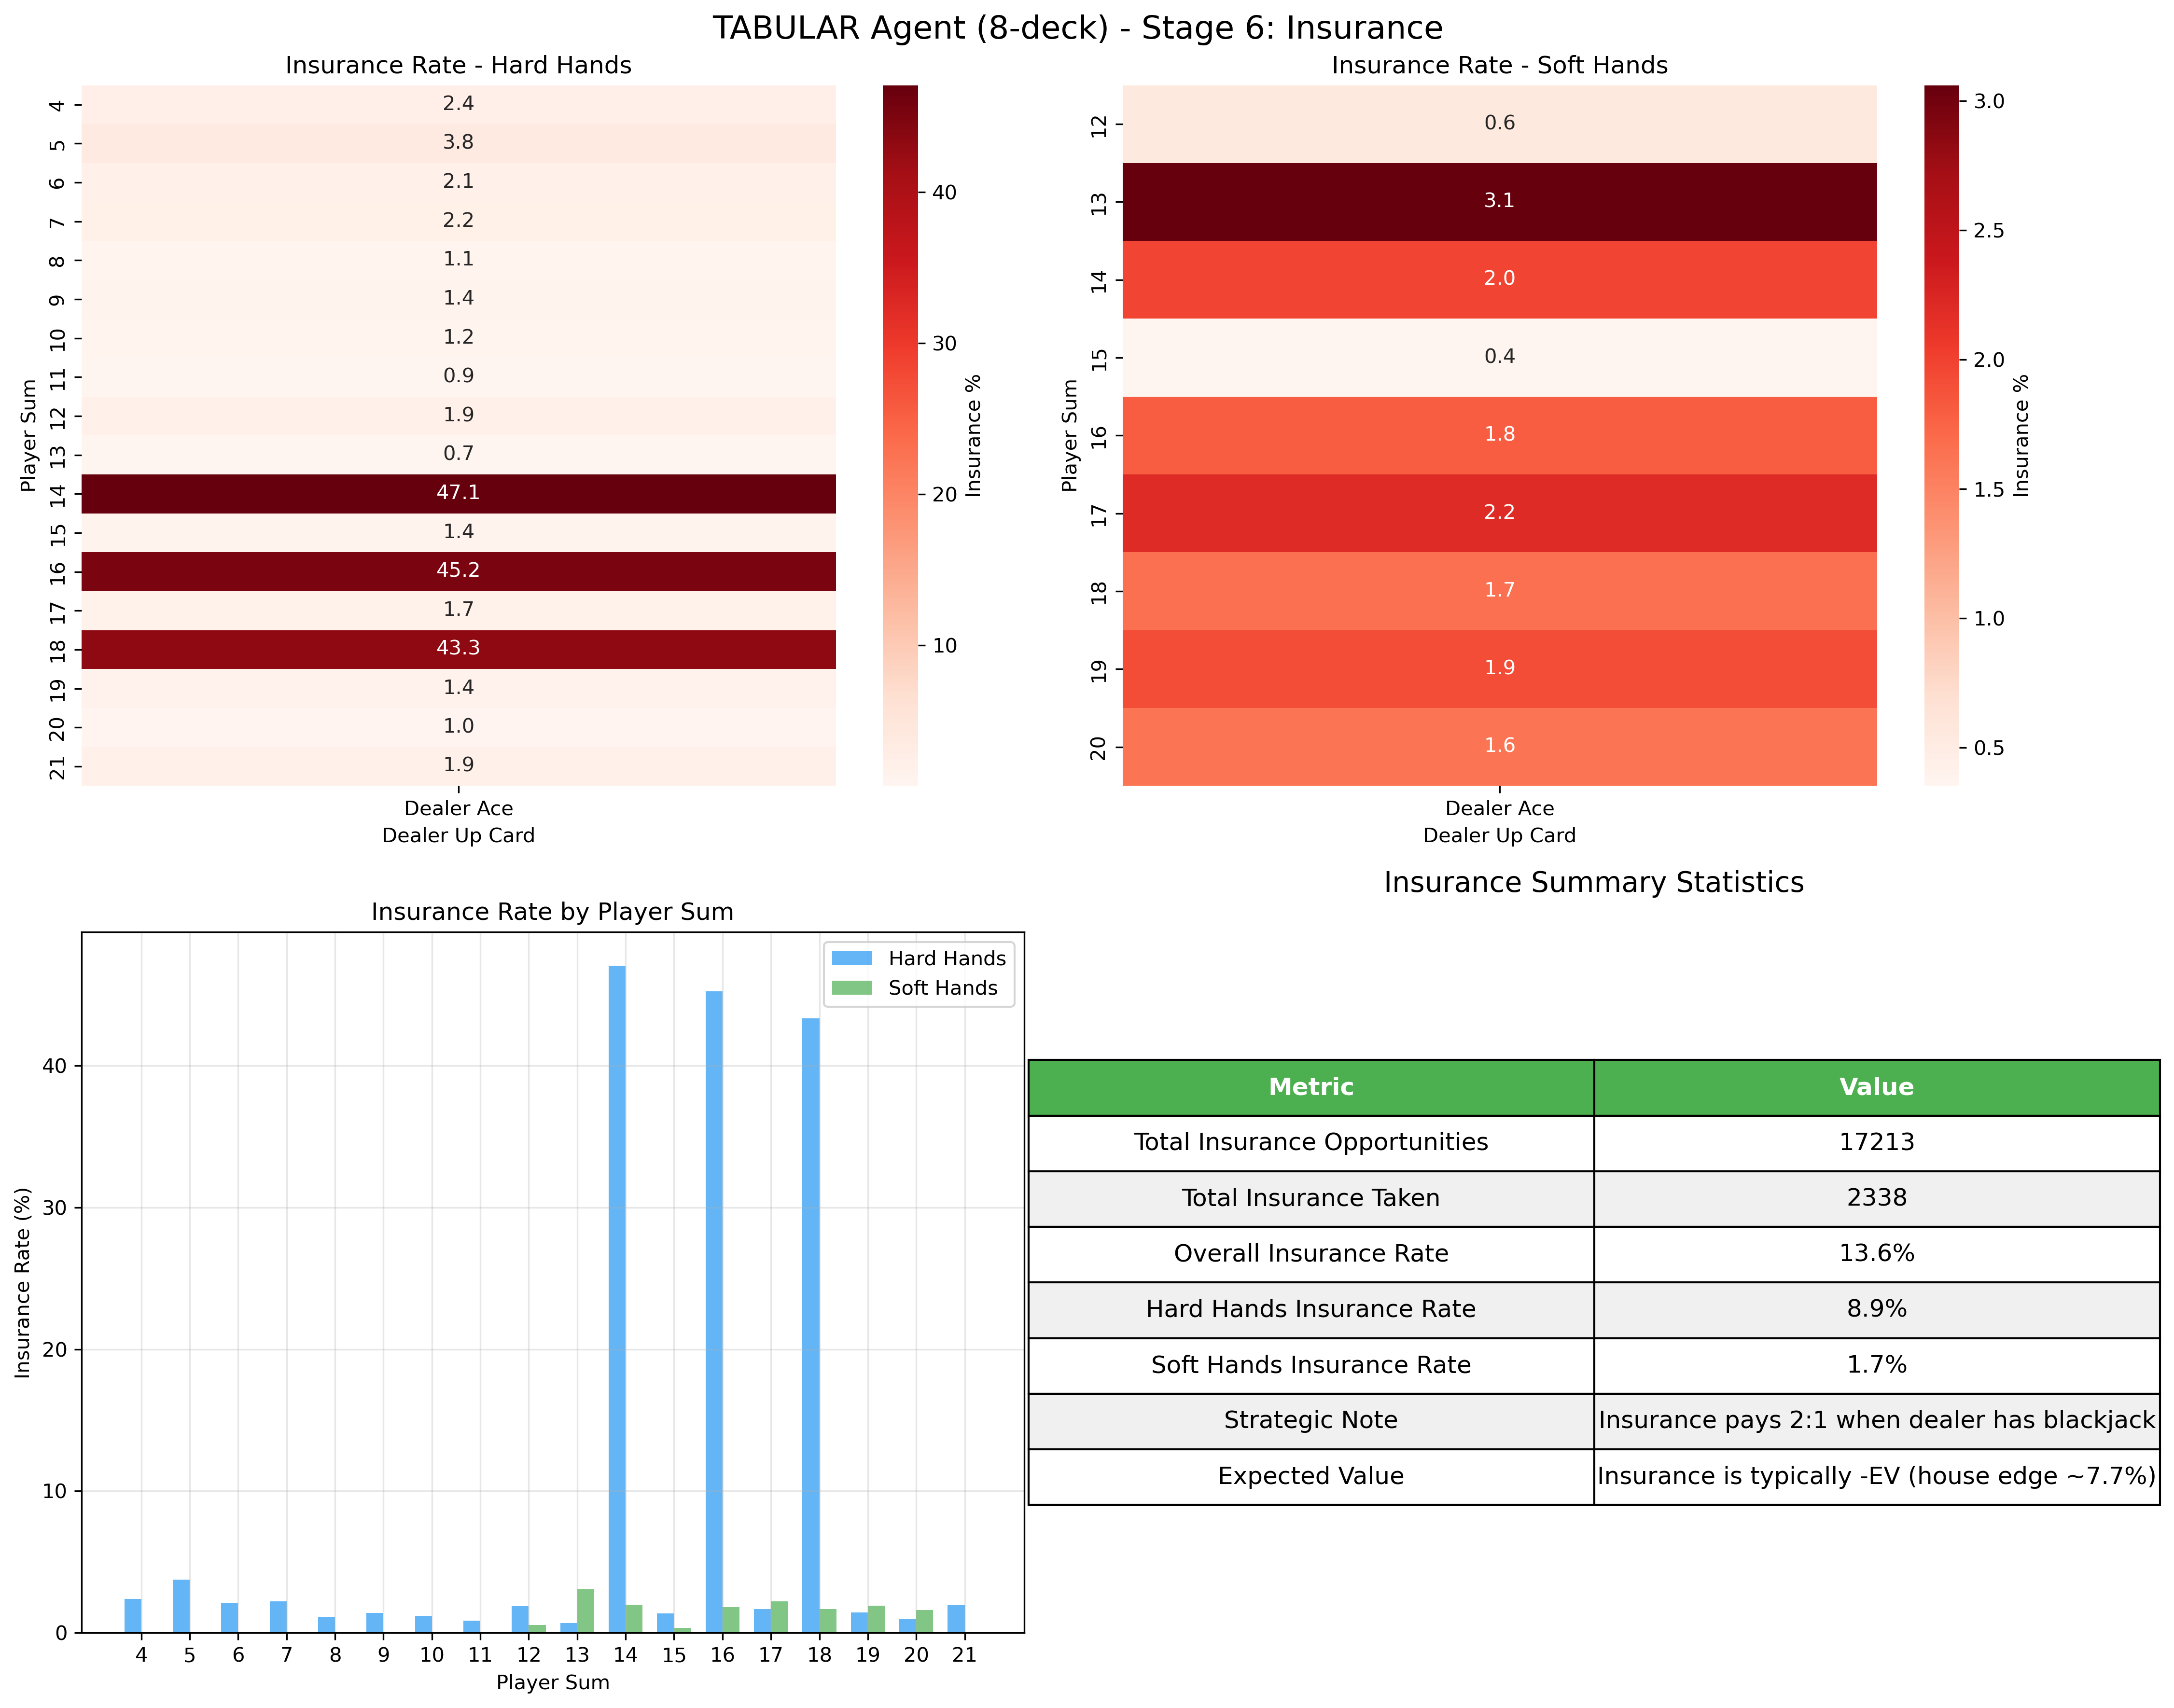 TABULAR Agent (8-deck) - Stage 6: Insurance
Insurance Rate - Hard Hands
Player Sum
4
5
6
7
8
9
10
11
12
13
14
15
16
17
18
19
20
21
2.4
3.8
2.1
2.2
1.1
1.4
1.2
0.9
1.9
0.7
47.1
1.4
45.2
1.7
43.3
1.4
1.0
1.9
Dealer Ace
Dealer Up Card
40
30
20
10
Insurance %
Insurance Rate - Soft Hands
Player Sum
12
13
14
15
16
17
18
19
20
0.6
3.1
2.0
0.4
1.8
2.2
1.7
1.9
1.6
Dealer Ace
Dealer Up Card
3.0
2.5
2.0
1.5
1.0
0.5
Insurance %
Insurance Rate by Player Sum
Insurance Rate (%)
40
30
20
10
0
Hard Hands
Soft Hands
4 5 6 7 8 9 10 11 12 13 14 15 16 17 18 19 20 21
Player Sum
Insurance Summary Statistics
Metric Value
Total Insurance Opportunities 17213
Total Insurance Taken 2338
Overall Insurance Rate 13.6%
Hard Hands Insurance Rate 8.9%
Soft Hands Insurance Rate 1.7%
Strategic Note Insurance pays 2:1 when dealer has blackjack
Expected Value Insurance is typically -EV (house edge ~7.7%)